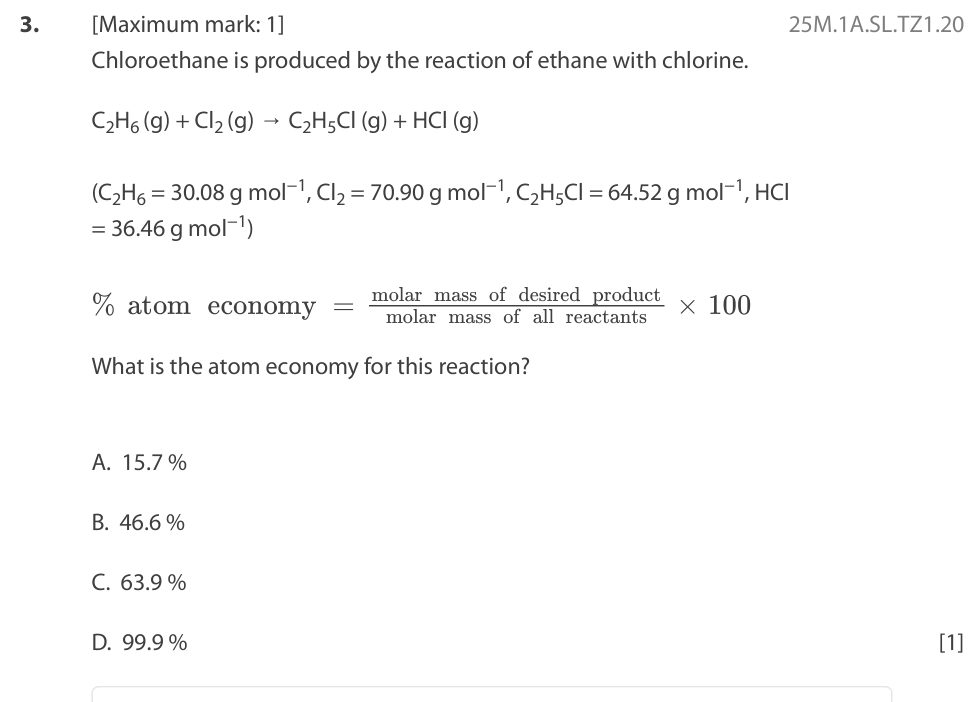 3. [Maximum mark: 1] 25M.1A.SL.TZ1.20
Chloroethane is produced by the reaction of ethane with chlorine.
C₂H₆ (g) + Cl₂ (g) → C₂H₅Cl (g) + HCl (g)
(C₂H₆ = 30.08 g mol⁻¹, Cl₂ = 70.90 g mol⁻¹, C₂H₅Cl = 64.52 g mol⁻¹, HCl
= 36.46 g mol⁻¹)
% atom economy = molar mass of desired product / molar mass of all reactants × 100
What is the atom economy for this reaction?
A. 15.7 %
B. 46.6 %
C. 63.9 %
D. 99.9 % [1]